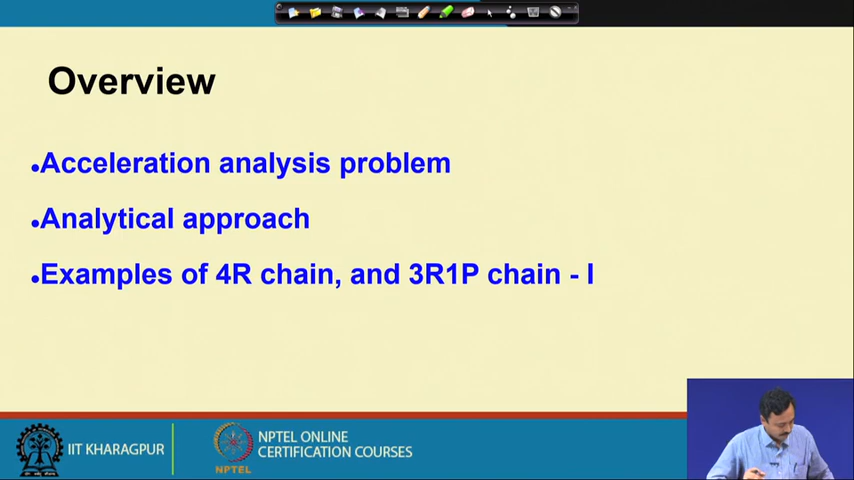 Overview
•Acceleration analysis problem
•Analytical approach
•Examples of 4R chain, and 3R1P chain - I
IIT KHARAGPUR
NPTEL
NPTEL ONLINE
CERTIFICATION COURSES